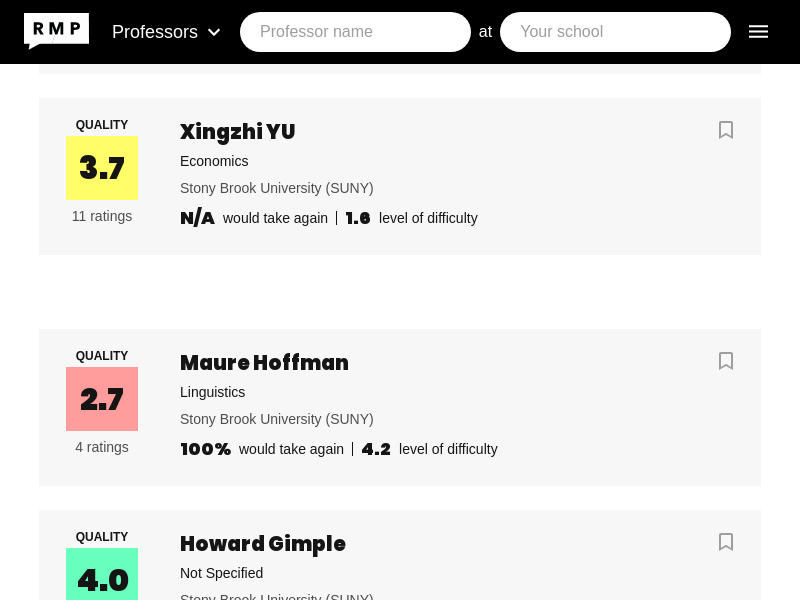 RMP Professors Professor name at Your school
QUALITY
3.7
11 ratings
Xingzhi YU
Economics
Stony Brook University (SUNY)
N/A would take again 1.6 level of difficulty
QUALITY
2.7
4 ratings
Maure Hoffman
Linguistics
Stony Brook University (SUNY)
100% would take again 4.2 level of difficulty
QUALITY
4.0
Howard Gimple
Not Specified
Stony Brook University (SUNY)